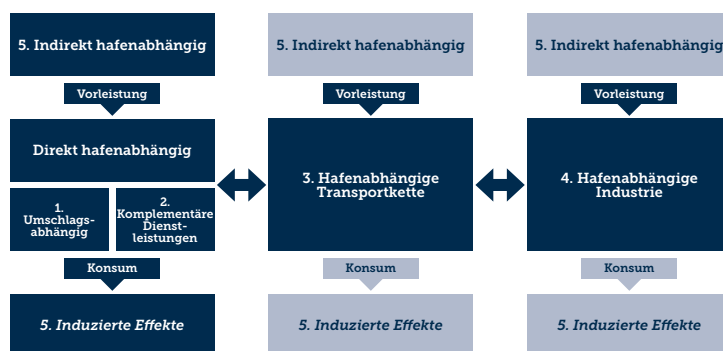 5. Indirekt hafenabhängig
5. Indirekt hafenabhängig
5. Indirekt hafenabhängig
Vorleistung
Vorleistung
Vorleistung
Direkt hafenabhängig
1.
Umschlags-
abhängig
2.
Komplementäre
Dienst-
leistungen
3. Hafenabhängige
Transportkette
4. Hafenabhängige
Industrie
Konsum
Konsum
Konsum
5. Induzierte Effekte
5. Induzierte Effekte
5. Induzierte Effekte